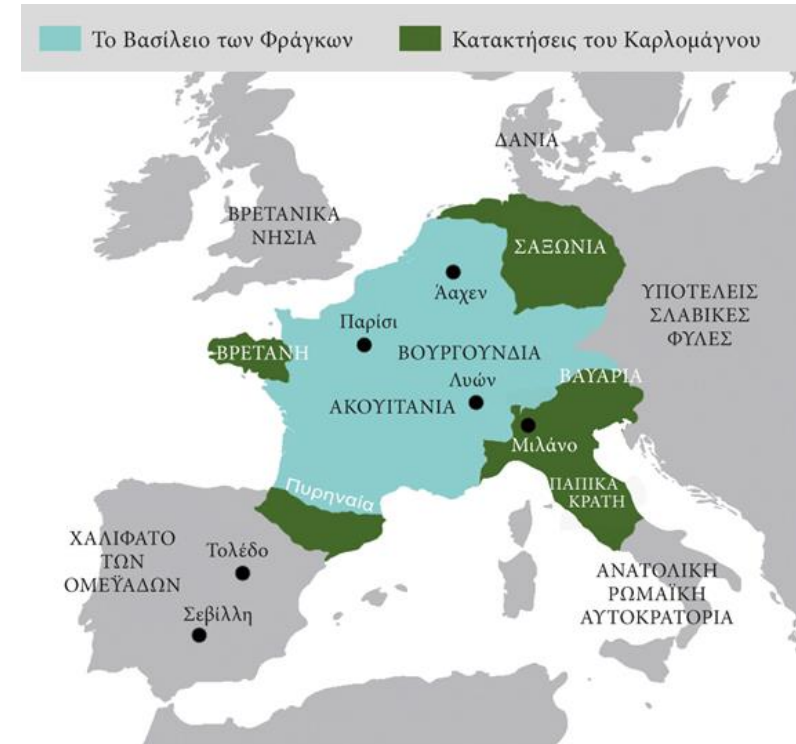 Το Βασίλειο των Φράγκων
Κατακτήσεις του Καρλομάγνου
ΔΑΝΙΑ
ΒΡΕΤΑΝΙΚΑ
ΝΗΣΙΑ
ΣΑΞΩΝΙΑ
Άαχεν
ΥΠΟΤΕΛΕΙΣ
ΣΛΑΒΙΚΕΣ
ΦΥΛΕΣ
Παρίσι
ΒΡΕΤΑΝΗ
ΒΟΥΡΓΟΥΝΔΙΑ
ΒΑΥΑΡΙΑ
Λυών
ΑΚΟΥΙΤΑΝΙΑ
Μιλάνο
ΠΑΠΙΚΑ
ΚΡΑΤΗ
Πυρηναία
ΧΑΛΙΦΑΤΟ
ΤΩΝ
ΟΜΕΫΑΔΩΝ
Τολέδο
Σεβίλλη
ΑΝΑΤΟΛΙΚΗ
ΡΩΜΑΪΚΗ
ΑΥΤΟΚΡΑΤΟΡΙΑ